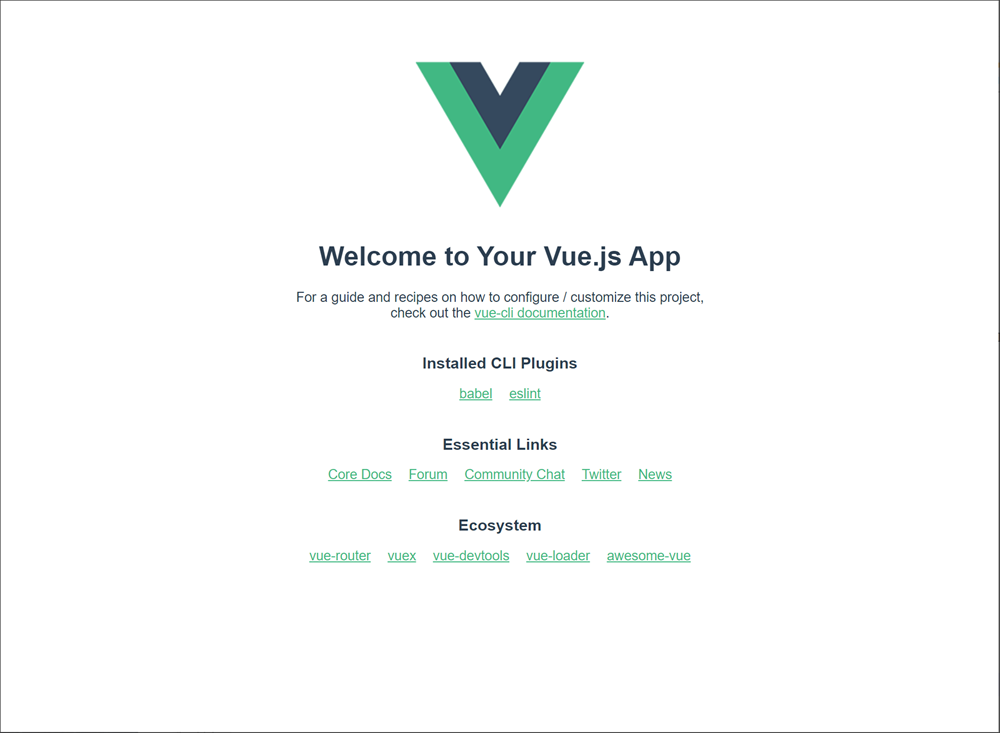 Welcome to Your Vue.js App
For a guide and recipes on how to configure / customize this project,
check out the vue-cli documentation.
Installed CLI Plugins
babel eslint
Essential Links
Core Docs Forum Community Chat Twitter News
Ecosystem
vue-router vuex vue-devtools vue-loader awesome-vue